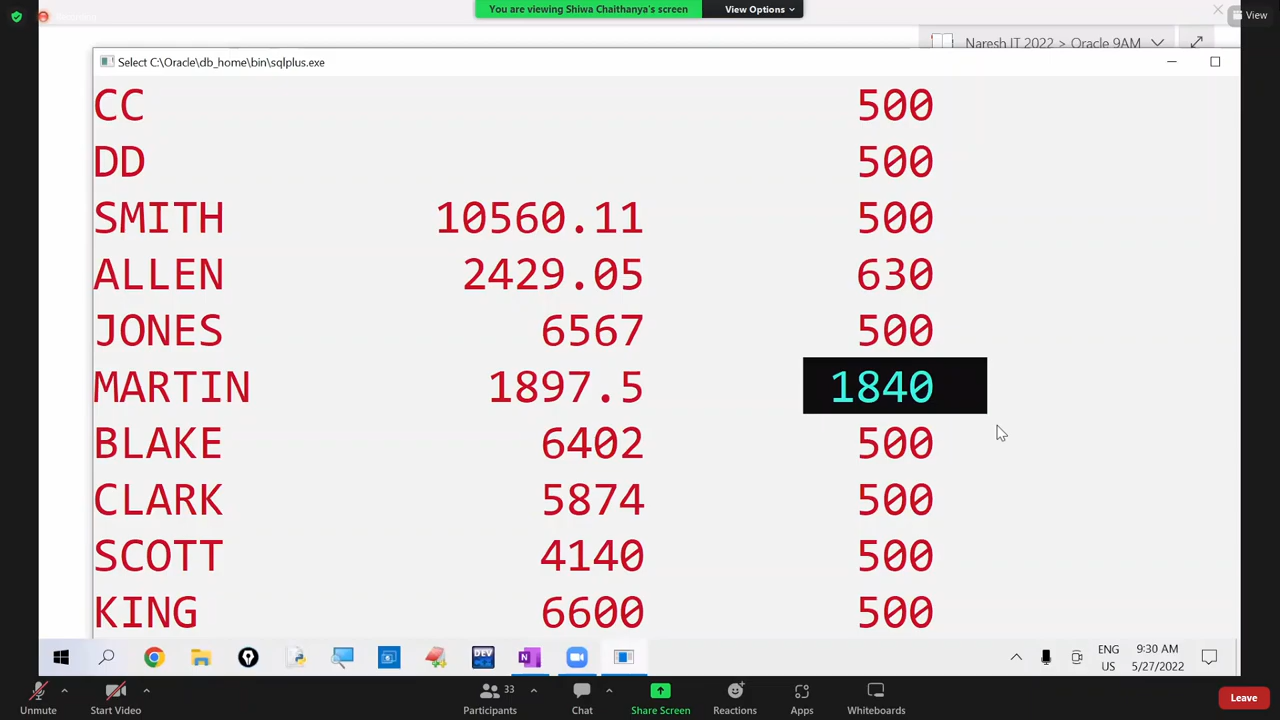 You are viewing Shiwa Chaithanya's screen
View Options
View
Naresh IT 2022 > Oracle 9AM
Select C:\Oracle\db_home\bin\sqlplus.exe
CC 500
DD 500
SMITH 10560.11 500
ALLEN 2429.05 630
JONES 6567 500
MARTIN 1897.5 1840
BLAKE 6402 500
CLARK 5874 500
SCOTT 4140 500
KING 6600 500
DEV
ENG
US
9:30 AM
5/27/2022
33
Unmute
Start Video
Participants
Chat
Share Screen
Reactions
Apps
Whiteboards
Leave